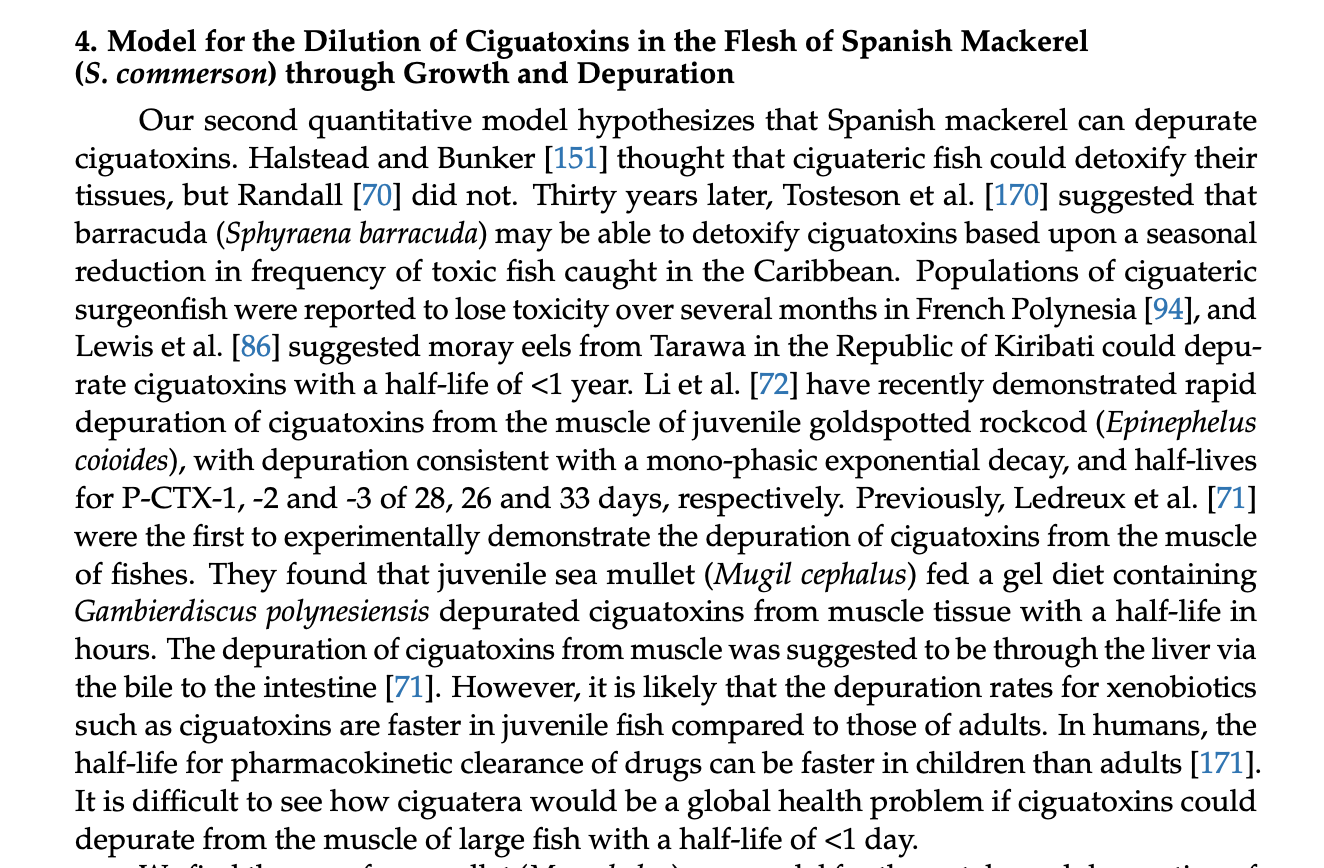 4. Model for the Dilution of Ciguatoxins in the Flesh of Spanish Mackerel
(S. commerson) through Growth and Depuration
Our second quantitative model hypothesizes that Spanish mackerel can depurate
ciguatoxins. Halstead and Bunker [151] thought that ciguateric fish could detoxify their
tissues, but Randall [70] did not. Thirty years later, Tosteson et al. [170] suggested that
barracuda (Sphyraena barracuda) may be able to detoxify ciguatoxins based upon a seasonal
reduction in frequency of toxic fish caught in the Caribbean. Populations of ciguateric
surgeonfish were reported to lose toxicity over several months in French Polynesia [94], and
Lewis et al. [86] suggested moray eels from Tarawa in the Republic of Kiribati could depu-
rate ciguatoxins with a half-life of <1 year. Li et al. [72] have recently demonstrated rapid
depuration of ciguatoxins from the muscle of juvenile goldspotted rockcod (Epinephelus
coioides), with depuration consistent with a mono-phasic exponential decay, and half-lives
for P-CTX-1, -2 and -3 of 28, 26 and 33 days, respectively. Previously, Ledreux et al. [71]
were the first to experimentally demonstrate the depuration of ciguatoxins from the muscle
of fishes. They found that juvenile sea mullet (Mugil cephalus) fed a gel diet containing
Gambierdiscus polynesiensis depurated ciguatoxins from muscle tissue with a half-life in
hours. The depuration of ciguatoxins from muscle was suggested to be through the liver via
the bile to the intestine [71]. However, it is likely that the depuration rates for xenobiotics
such as ciguatoxins are faster in juvenile fish compared to those of adults. In humans, the
half-life for pharmacokinetic clearance of drugs can be faster in children than adults [171].
It is difficult to see how ciguatera would be a global health problem if ciguatoxins could
depurate from the muscle of large fish with a half-life of <1 day.